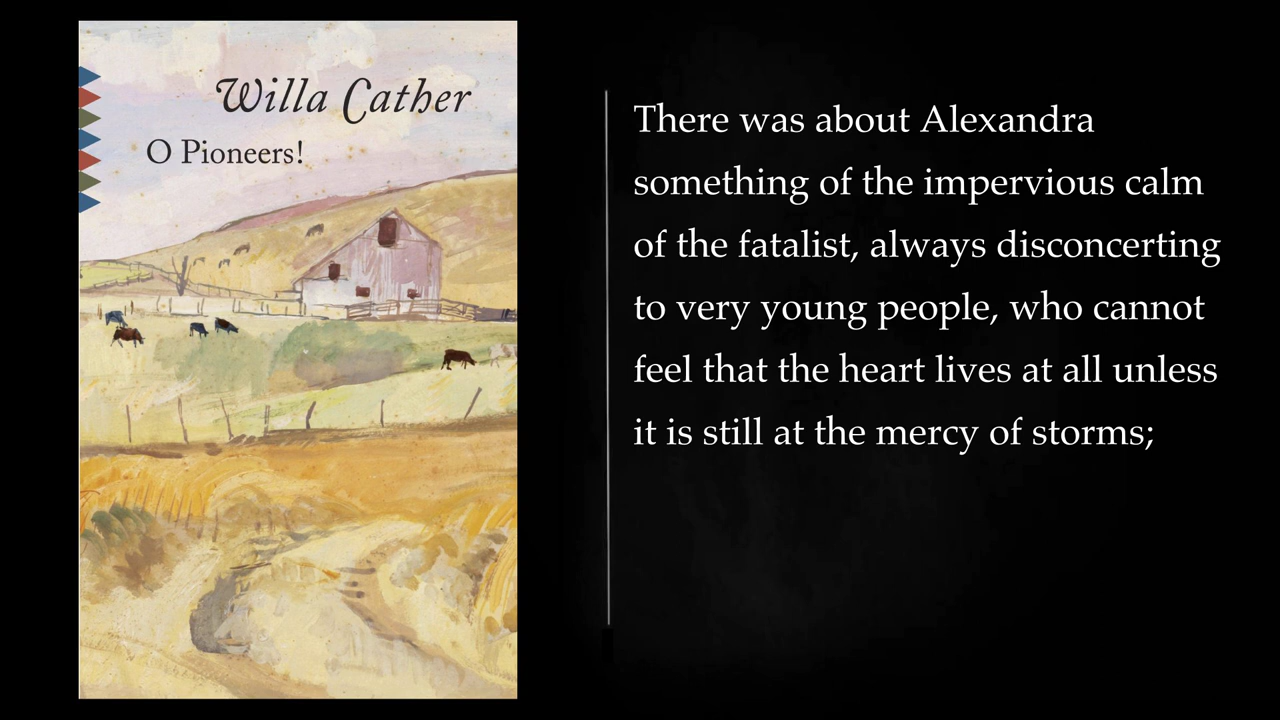 Willa Cather
O Pioneers!
There was about Alexandra
something of the impervious calm
of the fatalist, always disconcerting
to very young people, who cannot
feel that the heart lives at all unless
it is still at the mercy of storms;